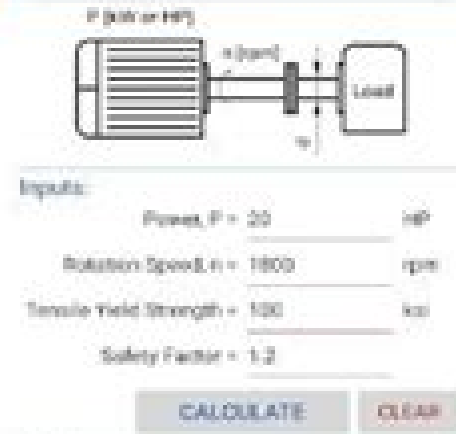 P [kW or HP]
n [rpm]
Load
Inputs:
Power, P = 20 HP
Rotation Speed, n = 1800 rpm
Tensile Yield Strength = 100 ksi
Safety Factor = 1.2
CALCULATE CLEAR